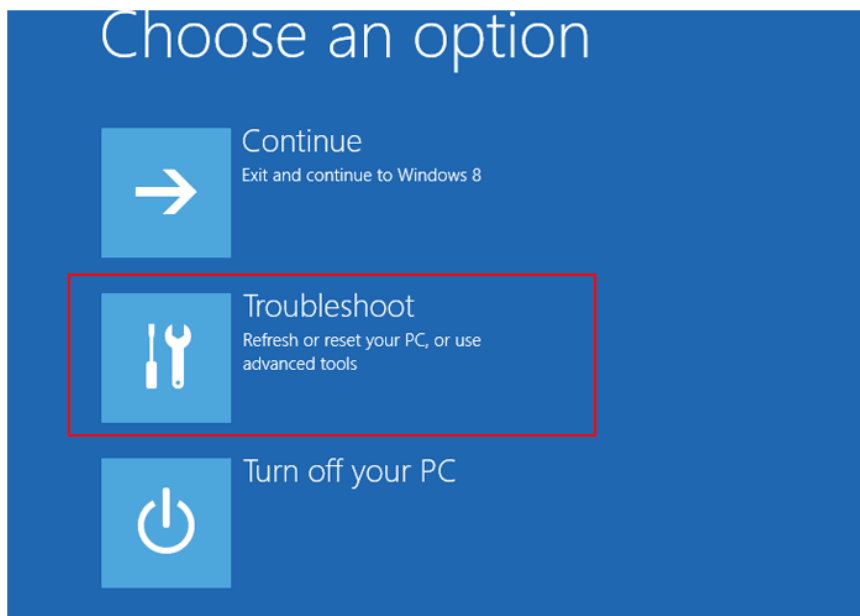 Choose an option
Continue
Exit and continue to Windows 8
Troubleshoot
Refresh or reset your PC, or use
advanced tools
Turn off your PC